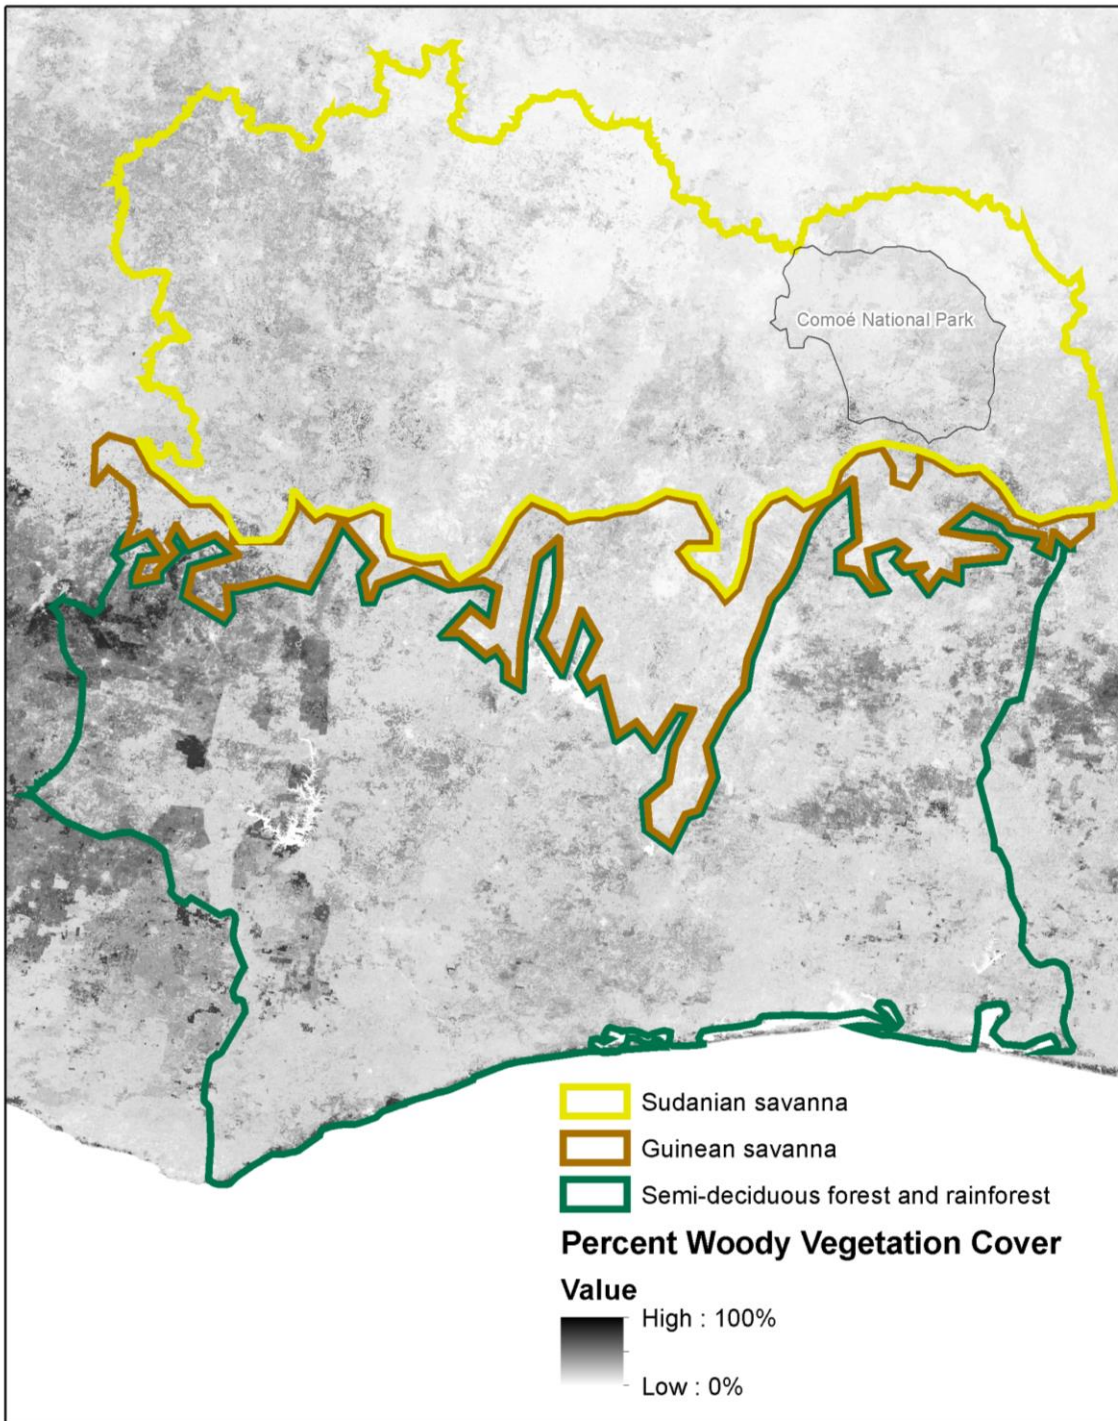 Comoé National Park
Sudanian savanna
Guinean savanna
Semi-deciduous forest and rainforest
Percent Woody Vegetation Cover
Value
High : 100%
Low : 0%